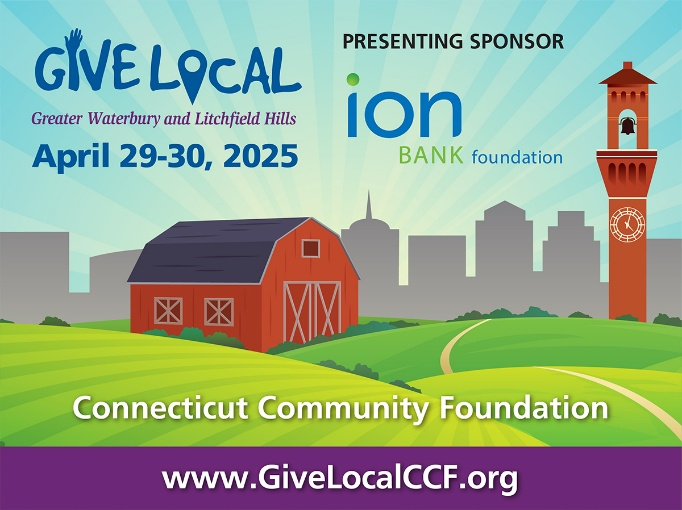 GIVE LOCAL
Greater Waterbury and Litchfield Hills
April 29-30, 2025
PRESENTING SPONSOR
ion
BANK foundation
Connecticut Community Foundation
www.GiveLocalCCF.org